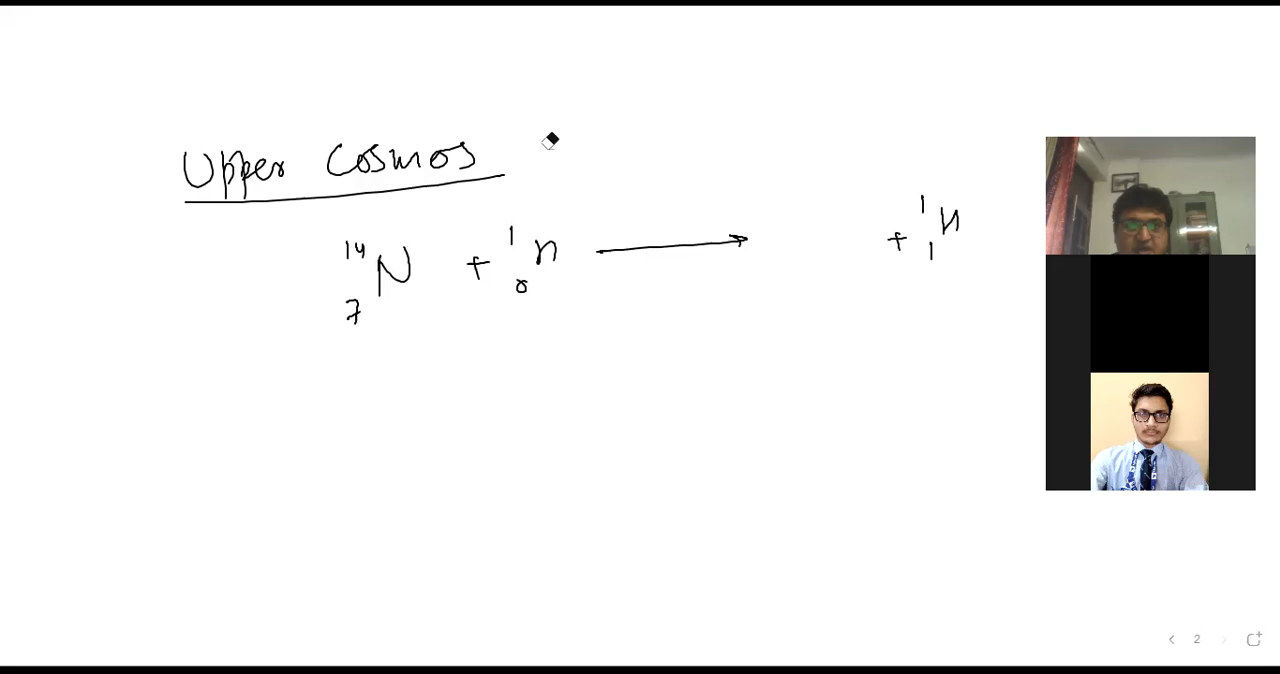 Upper Cosmos
¹⁴₇N + ¹₀n ⟶ + ¹₁H
2